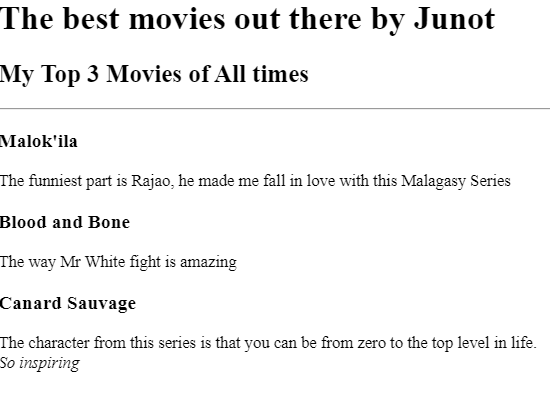 The best movies out there by Junot
My Top 3 Movies of All times
Malok'ila
The funniest part is Rajao, he made me fall in love with this Malagasy Series
Blood and Bone
The way Mr White fight is amazing
Canard Sauvage
The character from this series is that you can be from zero to the top level in life.
So inspiring